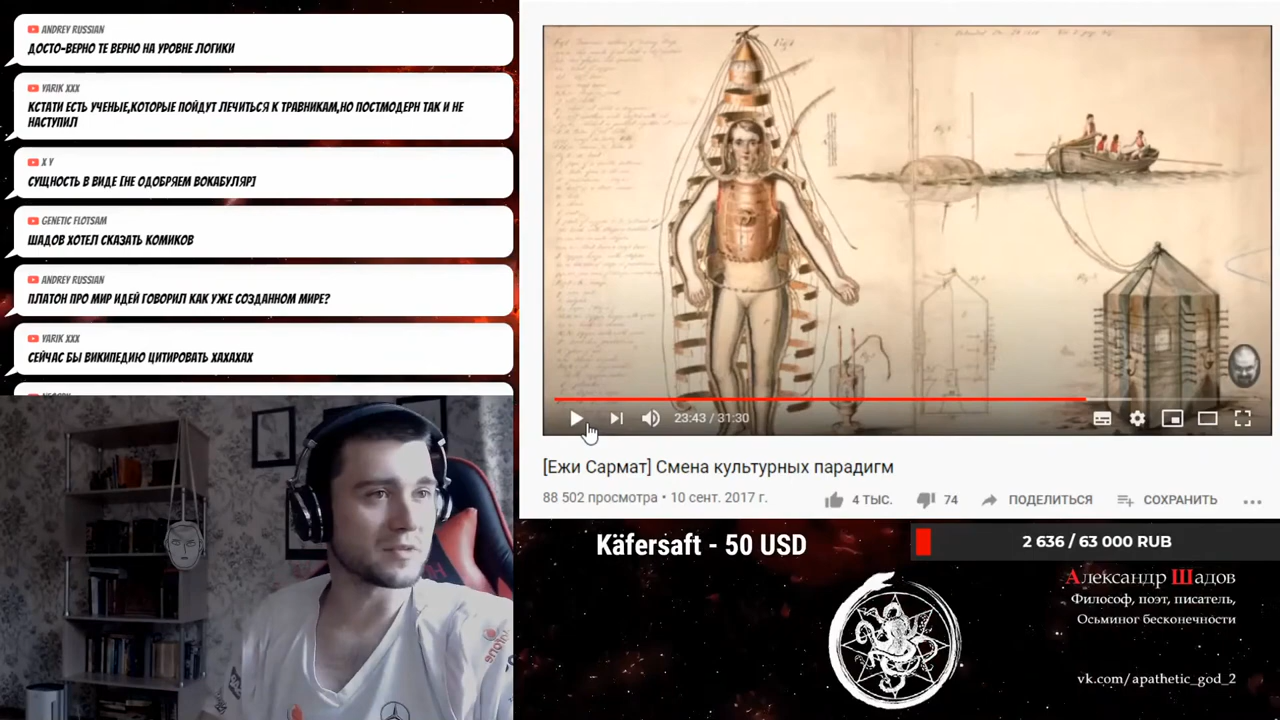 ANDREY RUSSIAN
ДОСТО-ВЕРНО ТЕ ВЕРНО НА УРОВНЕ ЛОГИКИ
YARIK XXX
КСТАТИ ЕСТЬ УЧЕНЫЕ,КОТОРЫЕ ПОЙДУТ ЛЕЧИТЬСЯ К ТРАВНИКАМ,НО ПОСТМОДЕРН ТАК И НЕ
НАСТУПИЛ
X Y
СУЩНОСТЬ В ВИДЕ [НЕ ОДОБРЯЕМ ВОКАБУЛЯР]
GENETIC FLOTSAM
ШАДОВ ХОТЕЛ СКАЗАТЬ КОМИКОВ
ANDREY RUSSIAN
ПЛАТОН ПРО МИР ИДЕЙ ГОВОРИЛ КАК УЖЕ СОЗДАННОМ МИРЕ?
YARIK XXX
СЕЙЧАС БЫ ВИКИПЕДИЮ ЦИТИРОВАТЬ ХАХАХАХ
23:43 / 31:30
[Ежи Сармат] Смена культурных парадигм
88 502 просмотра • 10 сент. 2017 г.
4 ТЫС.
74
ПОДЕЛИТЬСЯ
СОХРАНИТЬ
Käfersaft - 50 USD
2 636 / 63 000 RUB
Александр Шадов
Философ, поэт, писатель,
Осьминог бесконечности
vk.com/apathetic_god_2